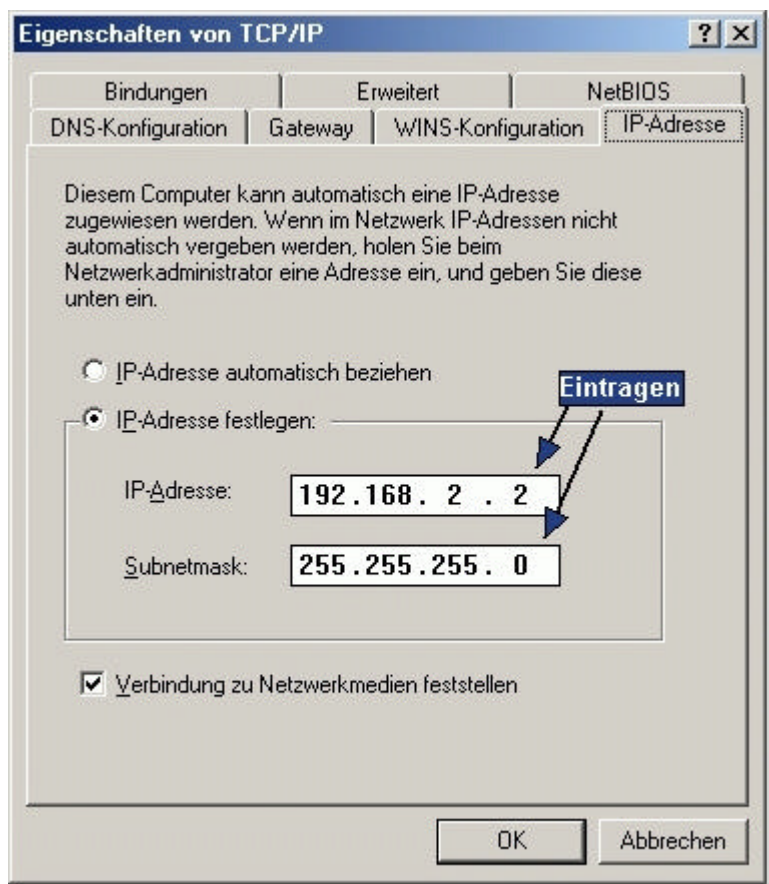 Eigenschaften von TCP/IP
Bindungen Erweitert NetBIOS
DNS-Konfiguration Gateway WINS-Konfiguration IP-Adresse
Diesem Computer kann automatisch eine IP-Adresse
zugewiesen werden. Wenn im Netzwerk IP-Adressen nicht
automatisch vergeben werden, holen Sie beim
Netzwerkadministrator eine Adresse ein, und geben Sie diese
unten ein.
IP-Adresse automatisch beziehen
Eintragen
IP-Adresse festlegen:
IP-Adresse: 192.168. 2 . 2
Subnetmask: 255.255.255. 0
Verbindung zu Netzwerkmedien feststellen
OK Abbrechen